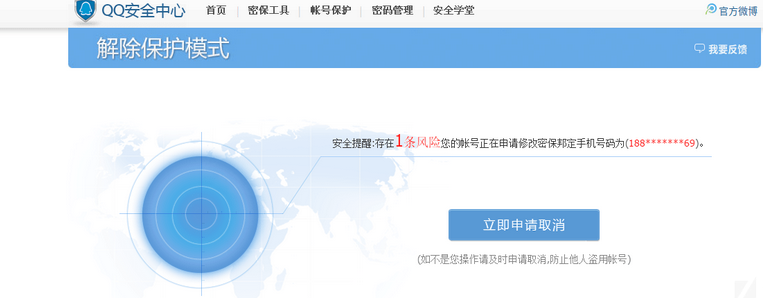 QQ安全中心 首页 密保工具 帐号保护 密码管理 安全学堂 官方微博
解除保护模式 我要反馈
安全提醒:存在1条风险您的帐号正在申请修改密保邦定手机号码为(188*******69)。
立即申请取消
(如不是您操作请及时申请取消,防止他人盗用帐号)